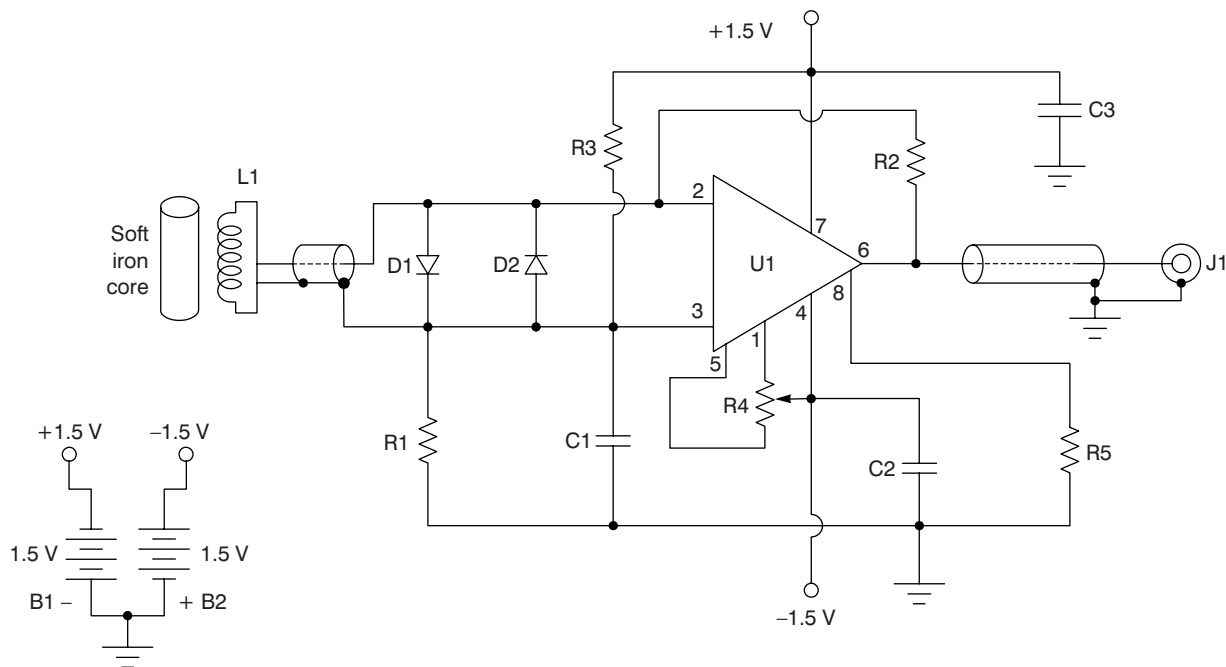 +1.5 V
C3
R3
R2
L1
Soft
iron
core
2
7
6
D1
D2
U1
J1
3
8
4
1
5
R4
+1.5 V
−1.5 V
R1
C1
C2
R5
1.5 V
1.5 V
B1 −
+ B2
−1.5 V